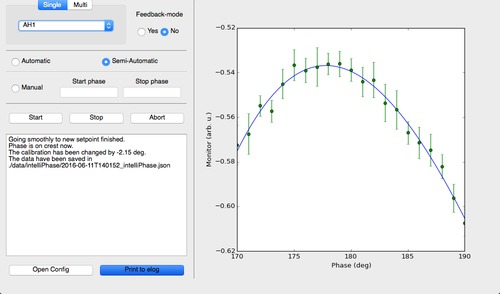 Single Multi
AH1
Feedback-mode
Yes No
Automatic Semi-Automatic
Manual
Start phase Stop phase
Start Stop Abort
Going smoothly to new setpoint finished.
Phase is on crest now.
The calibration has been changed by -2.15 deg.
The data have been saved in
./data/intelliPhase/2016-06-11T140152_intelliPhase.json
Open Config Print to elog
−0.52
−0.54
−0.56
−0.58
−0.60
−0.62
Monitor (arb. u.)
170 175 180 185 190
Phase (deg)